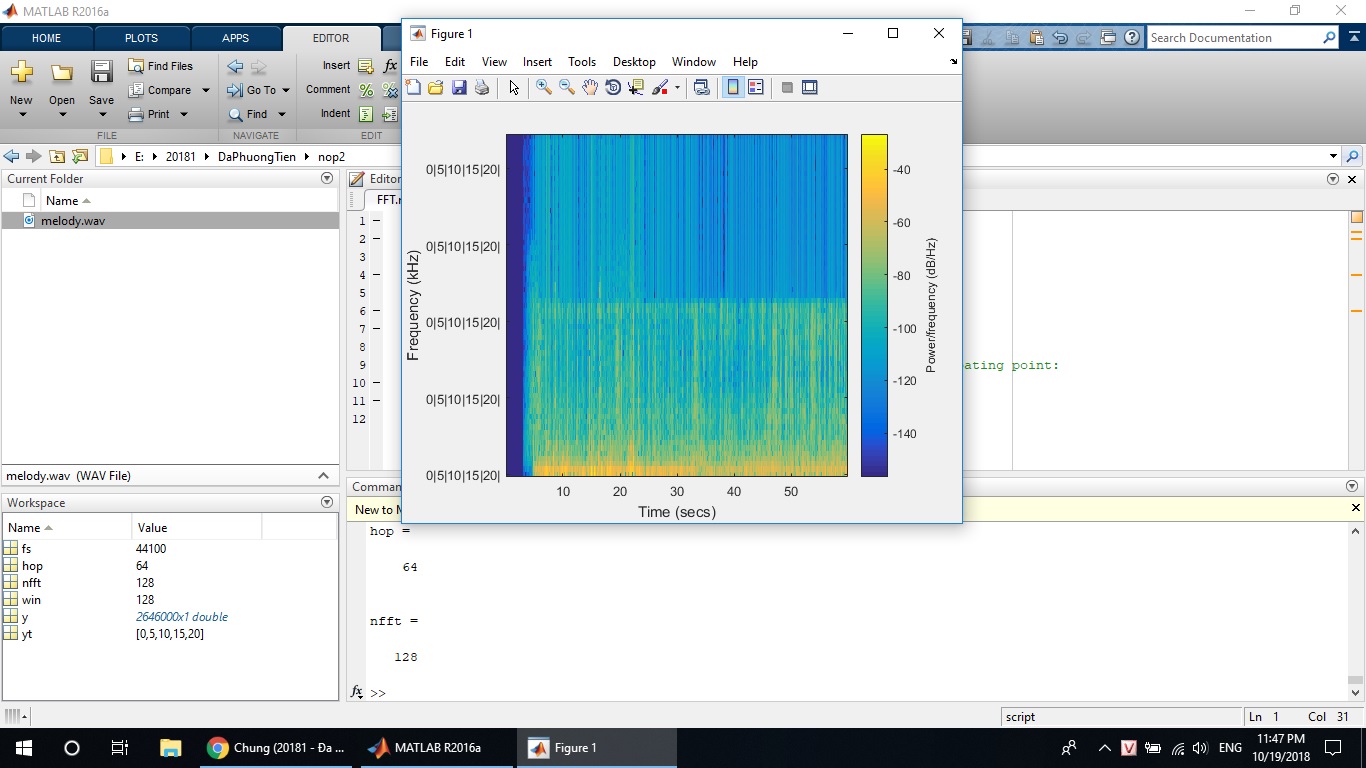 MATLAB R2016a
HOME PLOTS APPS EDITOR
Search Documentation
New Open Save
Find Files
Compare
Print
Go To
Find
Insert fx
Comment
Indent
FILE NAVIGATE EDIT
E: 20181 DaPhuongTien nop2
Current Folder
Name
melody.wav
melody.wav (WAV File)
Workspace
Name Value
fs 44100
hop 64
nfft 128
win 128
y 2646000x1 double
yt [0,5,10,15,20]
Editor
FFT.
1
2
3
4
5
6
7
8
9
10
11
12
ating point:
Figure 1
File Edit View Insert Tools Desktop Window Help
Frequency (kHz)
0|5|10|15|20|
0|5|10|15|20|
0|5|10|15|20|
0|5|10|15|20|
0|5|10|15|20|
10 20 30 40 50
Time (secs)
-40
-60
-80
-100
-120
-140
Power/frequency (dB/Hz)
Comman
New to M
hop =
64
nfft =
128
fx >>
script
Ln 1 Col 31
Chung (20181 - Đa ...
MATLAB R2016a
Figure 1
V
ENG
11:47 PM
10/19/2018